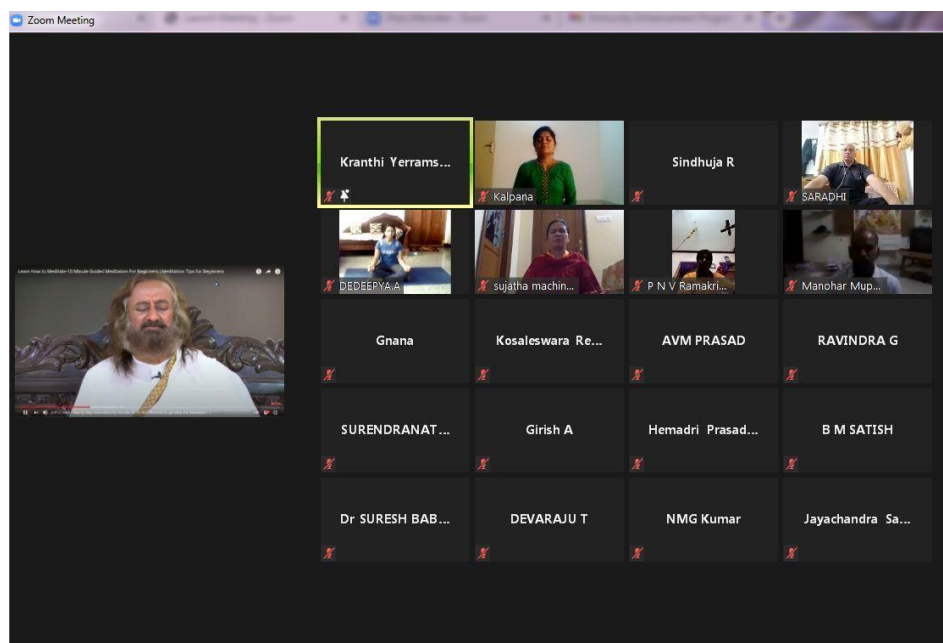 Zoom Meeting
Kranthi Yerrams...
Kalpana
Sindhuja R
SARADHI
DEDEEPYA.A
sujatha machin...
P N V Ramakri...
Manohar Mup...
Learn How to Meditate-10 Minute Guided Meditation For Beginners | Meditation Tips for Beginners
Gnana
Kosaleswara Re...
AVM PRASAD
RAVINDRA G
SURENDRANAT...
Girish A
Hemadri Prasad...
B M SATISH
Dr SURESH BAB...
DEVARAJU T
NMG Kumar
Jayachandra Sa...